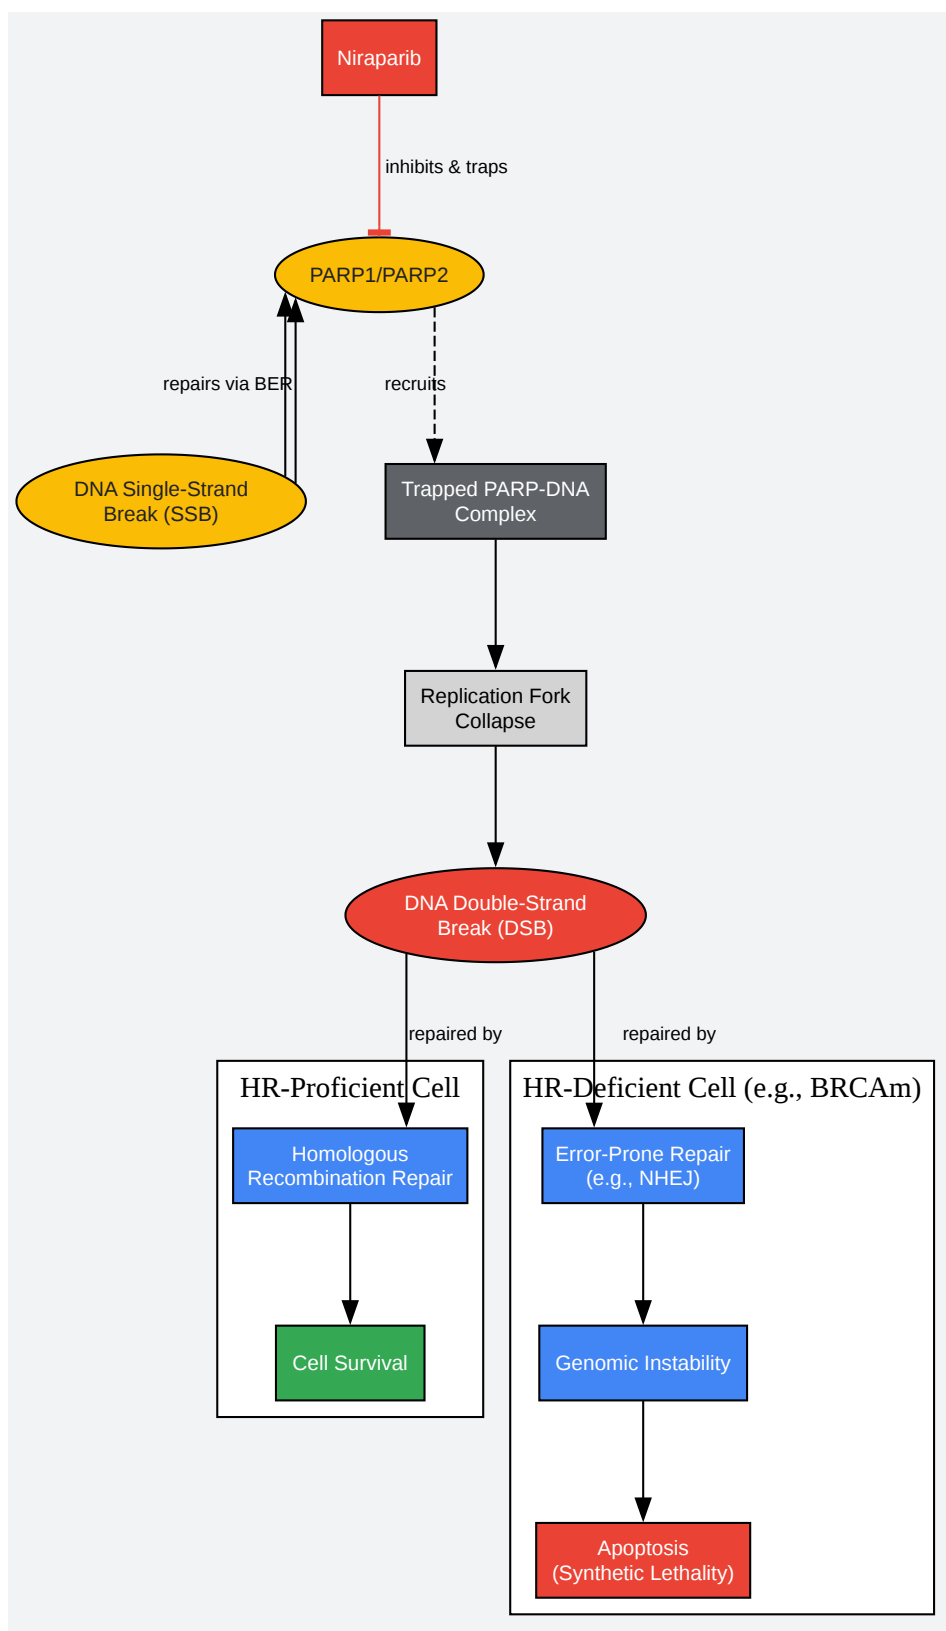 Niraparib
inhibits & traps
PARP1/PARP2
repairs via BER
recruits
DNA Single-Strand
Break (SSB)
Trapped PARP-DNA
Complex
Replication Fork
Collapse
DNA Double-Strand
Break (DSB)
repaired by
repaired by
HR-Proficient Cell
HR-Deficient Cell (e.g., BRCAm)
Homologous
Recombination Repair
Error-Prone Repair
(e.g., NHEJ)
Cell Survival
Genomic Instability
Apoptosis
(Synthetic Lethality)